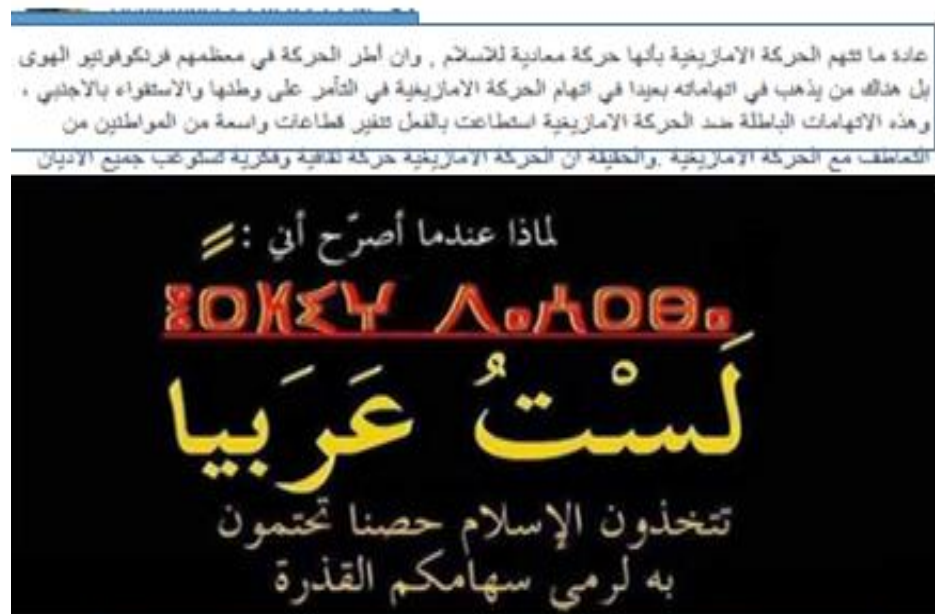 عادة ما تتهم الحركة الامازيغية بأنها حركة معادية للاسلام , وان أطر الحركة في معظمهم فرنكوفونيو الهوى
بل هناك من يذهب في اتهاماته بعيدا في اتهام الحركة الامازيغية في التآمر على وطنها والاستقواء بالاجنبي ،
وهذه الاتهامات الباطلة ضد الحركة الامازيغية استطاعت بالفعل تنفير قطاعات واسعة من المواطنين من
التعاطف مع الحركة الامازيغية .والحقيقة ان الحركة الامازيغية حركة ثقافية وفكرية تستوعب جميع الاديان
لماذا عندما أصرّح أني :
ⵓⵔⴳⵉⵖ ⴷⴰⵄⵔⴱⴰ
لَسْتُ عَرَبيا
تتخذون الإسلام حصنا تحتمون
به لرمي سهامكم القذرة